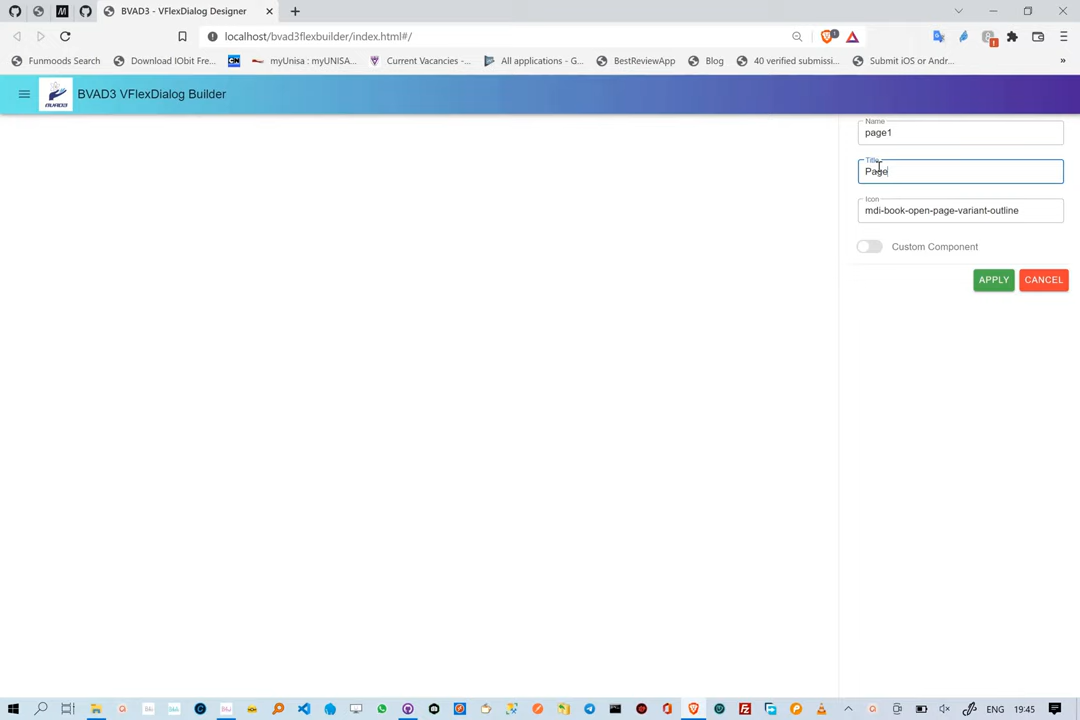 BVAD3 - VFlexDialog Designer
localhost/bvad3flexbuilder/index.html#/
Funmoods Search
Download IObit Fre...
myUnisa : myUNISA...
Current Vacancies -...
All applications - G...
BestReviewApp
Blog
40 verified submissi...
Submit iOS or Andr...
BVAD3 VFlexDialog Builder
Name
page1
Title
Page
Icon
mdi-book-open-page-variant-outline
Custom Component
APPLY
CANCEL
ENG
19:45